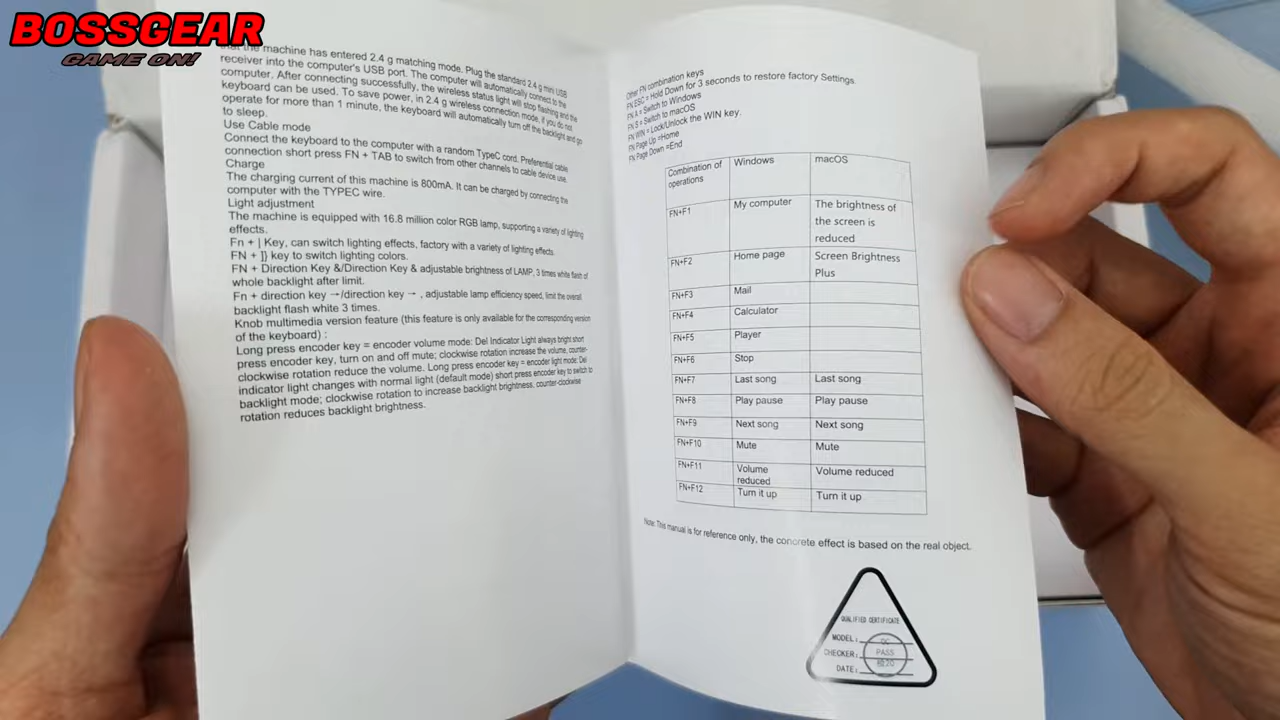 BOSSGEAR
GAME ON!
that the machine has entered 2.4 g matching mode. Plug the standard 2.4 g mini USB
receiver into the computer's USB port. The computer will automatically connect to the
computer. After connecting successfully, the wireless status light will stop flashing and the
keyboard can be used. To save power, in 2.4 g wireless connection mode, if you do not
operate for more than 1 minute, the keyboard will automatically turn off the backlight and go
to sleep.
Use Cable mode
Connect the keyboard to the computer with a random TypeC cord. Preferential cable
connection short press FN + TAB to switch from other channels to cable device use.
Charge
The charging current of this machine is 800mA. It can be charged by connecting the
computer with the TYPEC wire.
Light adjustment
The machine is equipped with 16.8 million color RGB lamp, supporting a variety of lighting
effects.
Fn + | Key, can switch lighting effects, factory with a variety of lighting effects.
FN + ]} key to switch lighting colors.
FN + Direction Key &/Direction Key & adjustable brightness of LAMP, 3 times white flash of
whole backlight after limit.
Fn + direction key →/direction key → , adjustable lamp efficiency speed, limit the overall
backlight flash white 3 times.
Knob multimedia version feature (this feature is only available for the corresponding version
of the keyboard) :
Long press encoder key = encoder volume mode: Del Indicator Light always bright short
press encoder key, turn on and off mute; clockwise rotation increase the volume, counter-
clockwise rotation reduce the volume. Long press encoder key = encoder light mode: Del
indicator light changes with normal light (default mode) short press encoder key to switch to
backlight mode; clockwise rotation to increase backlight brightness, counter-clockwise
rotation reduces backlight brightness.
Other FN combination keys
FN ESC = Hold Down for 3 seconds to restore factory Settings.
FN A = Switch to Windows
FN S = Switch to macOS
FN WIN = Lock/Unlock the WIN key.
FN Page Up =Home
FN Page Down =End
Combination of operations Windows macOS
FN+F1 My computer The brightness of the screen is reduced
FN+F2 Home page Screen Brightness Plus
FN+F3 Mail
FN+F4 Calculator
FN+F5 Player
FN+F6 Stop
FN+F7 Last song Last song
FN+F8 Play pause Play pause
FN+F9 Next song Next song
FN+F10 Mute Mute
FN+F11 Volume reduced Volume reduced
FN+F12 Turn it up Turn it up
Note: This manual is for reference only, the concrete effect is based on the real object.
QUALIFIED CERTIFICATE
MODEL: QC
CHECKER: PASS
DATE: